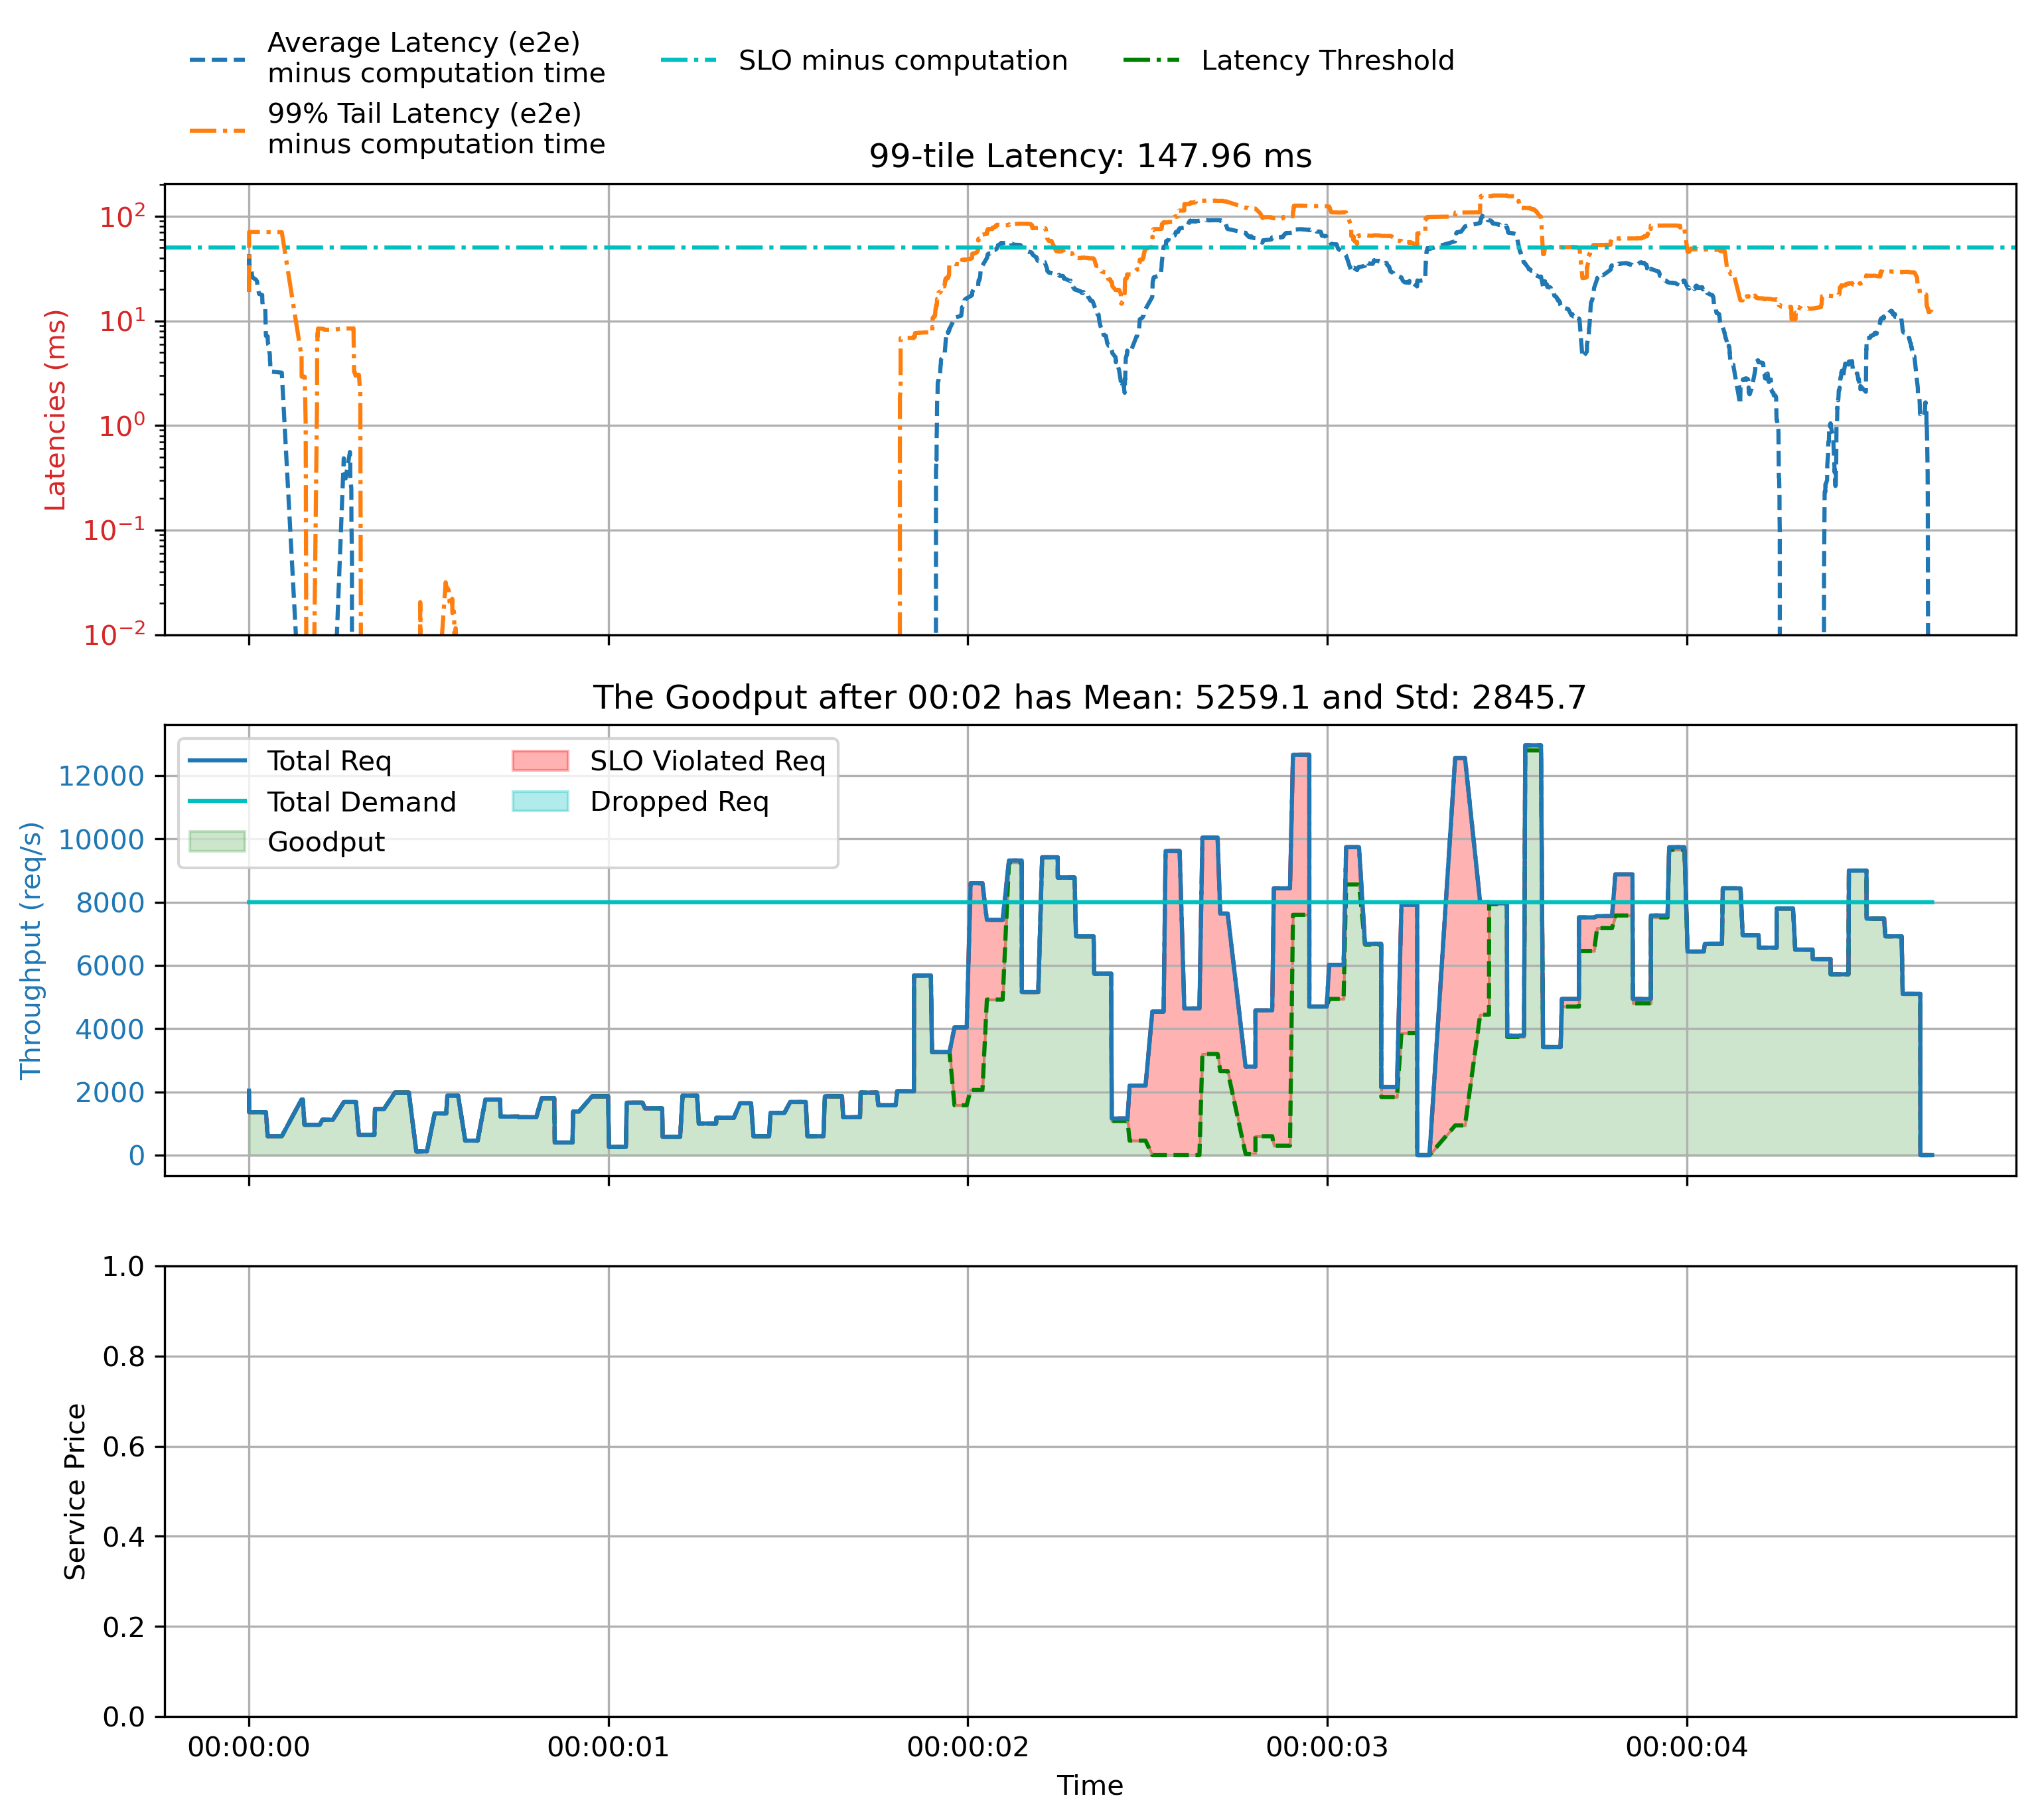 Average Latency (e2e)
minus computation time
99% Tail Latency (e2e)
minus computation time
SLO minus computation
Latency Threshold
99-tile Latency: 147.96 ms
10²
10¹
10⁰
10⁻¹
10⁻²
Latencies (ms)
The Goodput after 00:02 has Mean: 5259.1 and Std: 2845.7
Total Req
Total Demand
Goodput
SLO Violated Req
Dropped Req
12000
10000
8000
6000
4000
2000
0
Throughput (req/s)
1.0
0.8
0.6
0.4
0.2
0.0
Service Price
00:00:00
00:00:01
00:00:02
00:00:03
00:00:04
Time